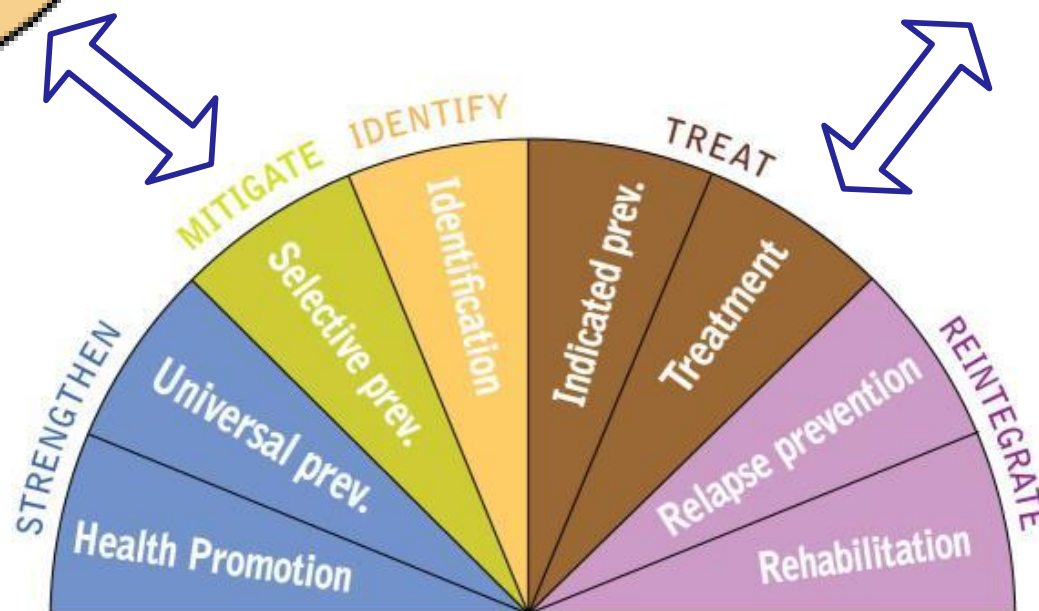 STRENGTHEN
MITIGATE
IDENTIFY
TREAT
REINTEGRATE
Health Promotion
Universal prev.
Selective prev.
Identification
Indicated prev.
Treatment
Relapse prevention
Rehabilitation